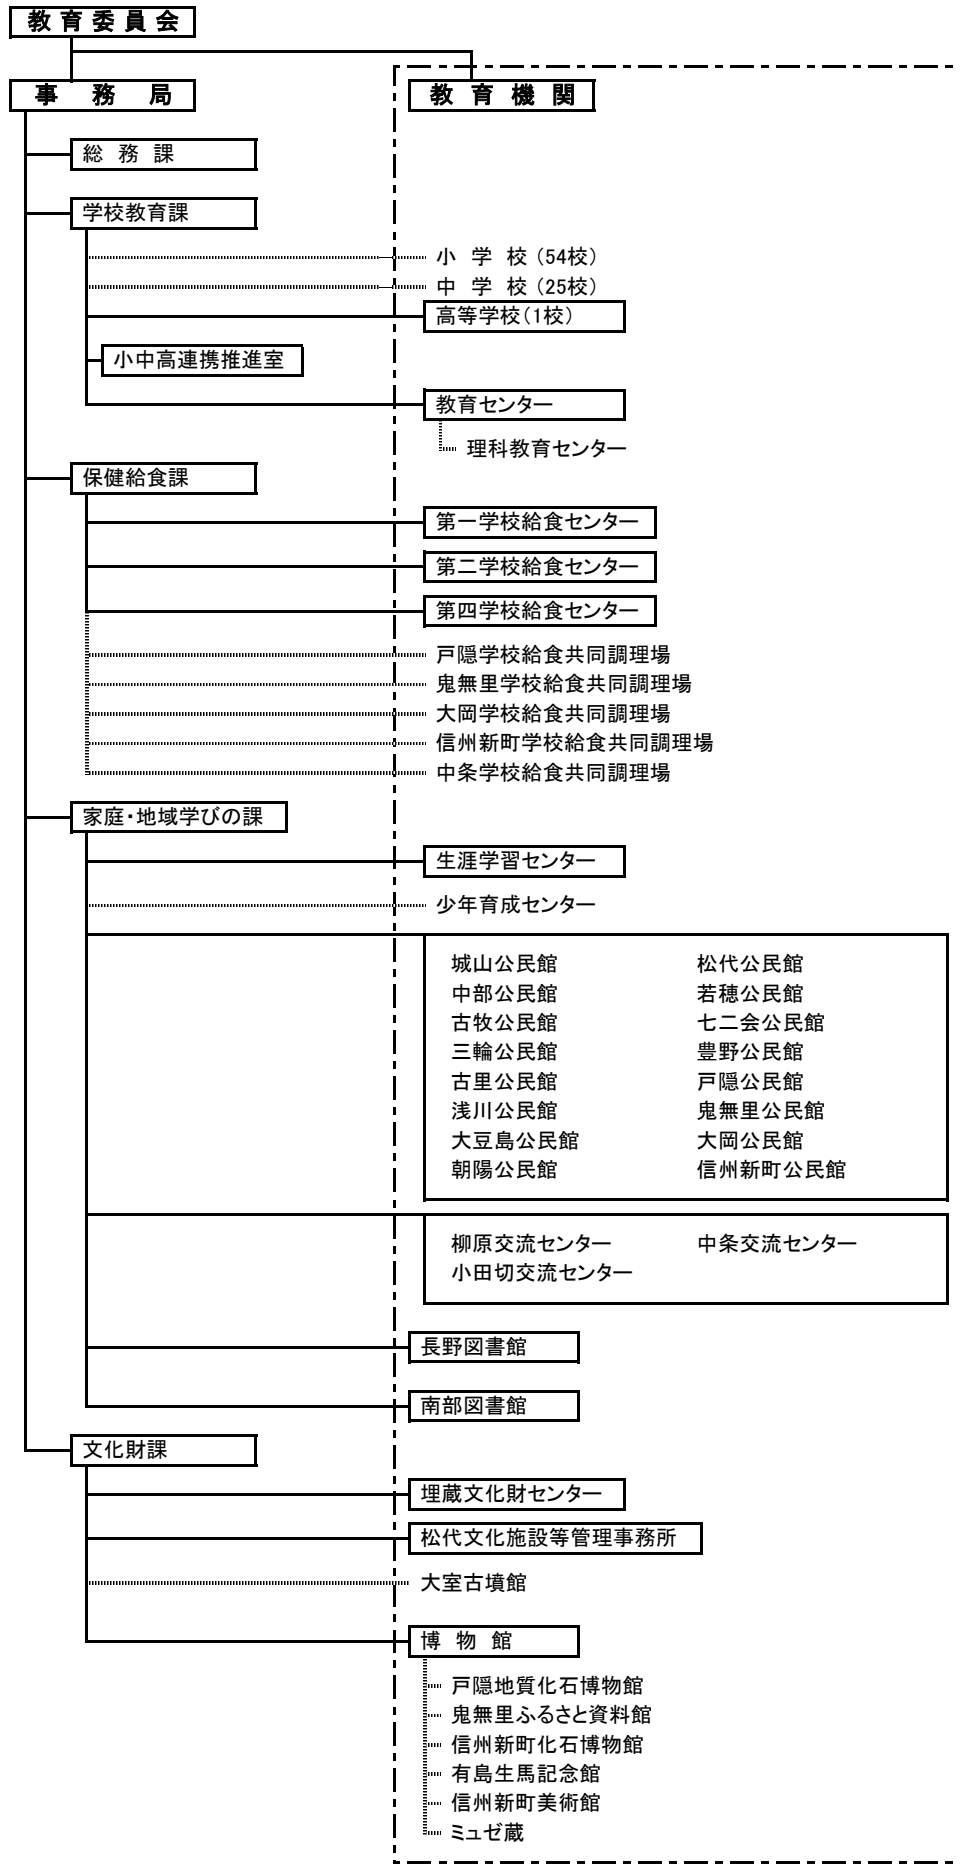 教育委員会
事務局
教育機関
総務課
学校教育課
小学校（54校）
中学校（25校）
高等学校（1校）
小中高連携推進室
教育センター
理科教育センター
保健給食課
第一学校給食センター
第二学校給食センター
第四学校給食センター
戸隠学校給食共同調理場
鬼無里学校給食共同調理場
大岡学校給食共同調理場
信州新町学校給食共同調理場
中条学校給食共同調理場
家庭・地域学びの課
生涯学習センター
少年育成センター
城山公民館 松代公民館
中部公民館 若穂公民館
古牧公民館 七二会公民館
三輪公民館 豊野公民館
古里公民館 戸隠公民館
浅川公民館 鬼無里公民館
大豆島公民館 大岡公民館
朝陽公民館 信州新町公民館
柳原交流センター 中条交流センター
小田切交流センター
長野図書館
南部図書館
文化財課
埋蔵文化財センター
松代文化施設等管理事務所
大室古墳館
博物館
戸隠地質化石博物館
鬼無里ふるさと資料館
信州新町化石博物館
有島生馬記念館
信州新町美術館
ミュゼ蔵